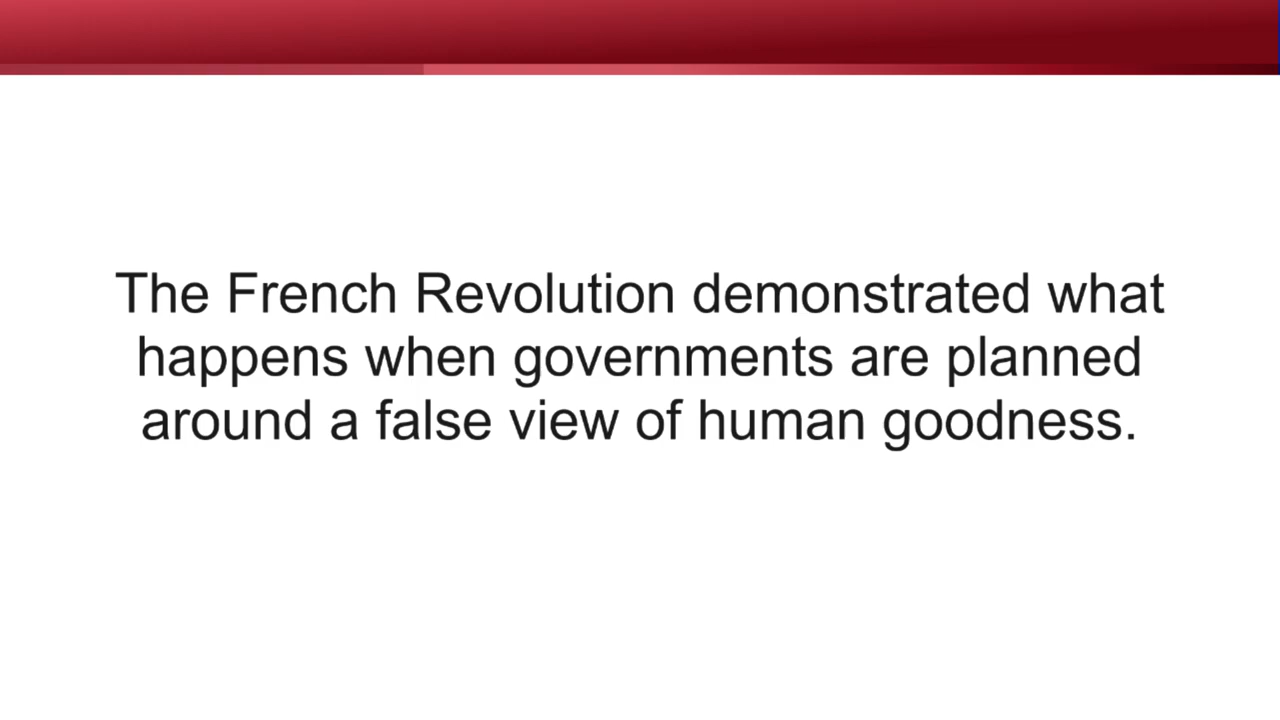 The French Revolution demonstrated what
happens when governments are planned
around a false view of human goodness.